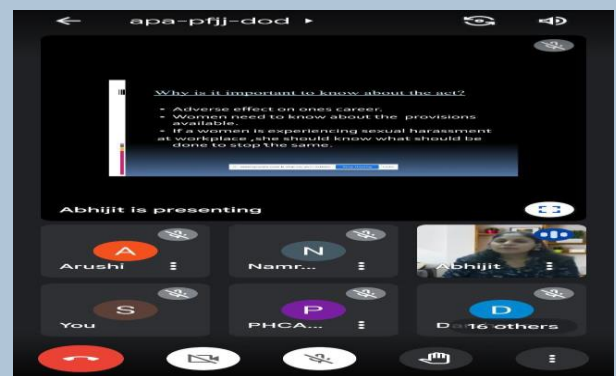 apa-pfjj-dod
Why is it important to know about the act?
• Adverse effect on ones career.
• Women need to know about the provisions
available.
• If a women is experiencing sexual harassment
at workplace ,she should know what should be
done to stop the same.
Abhijit is presenting
A
Arushi
N
Namr...
Abhijit
S
You
P
PHCA...
D
16 others